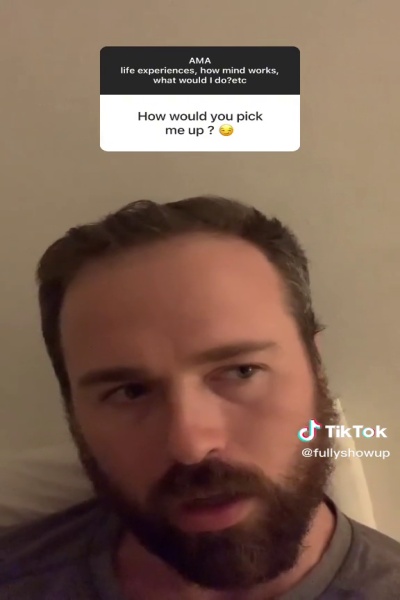 AMA
life experiences, how mind works,
what would I do?etc
How would you pick
me up ? 😏
TikTok
@fullyshowup